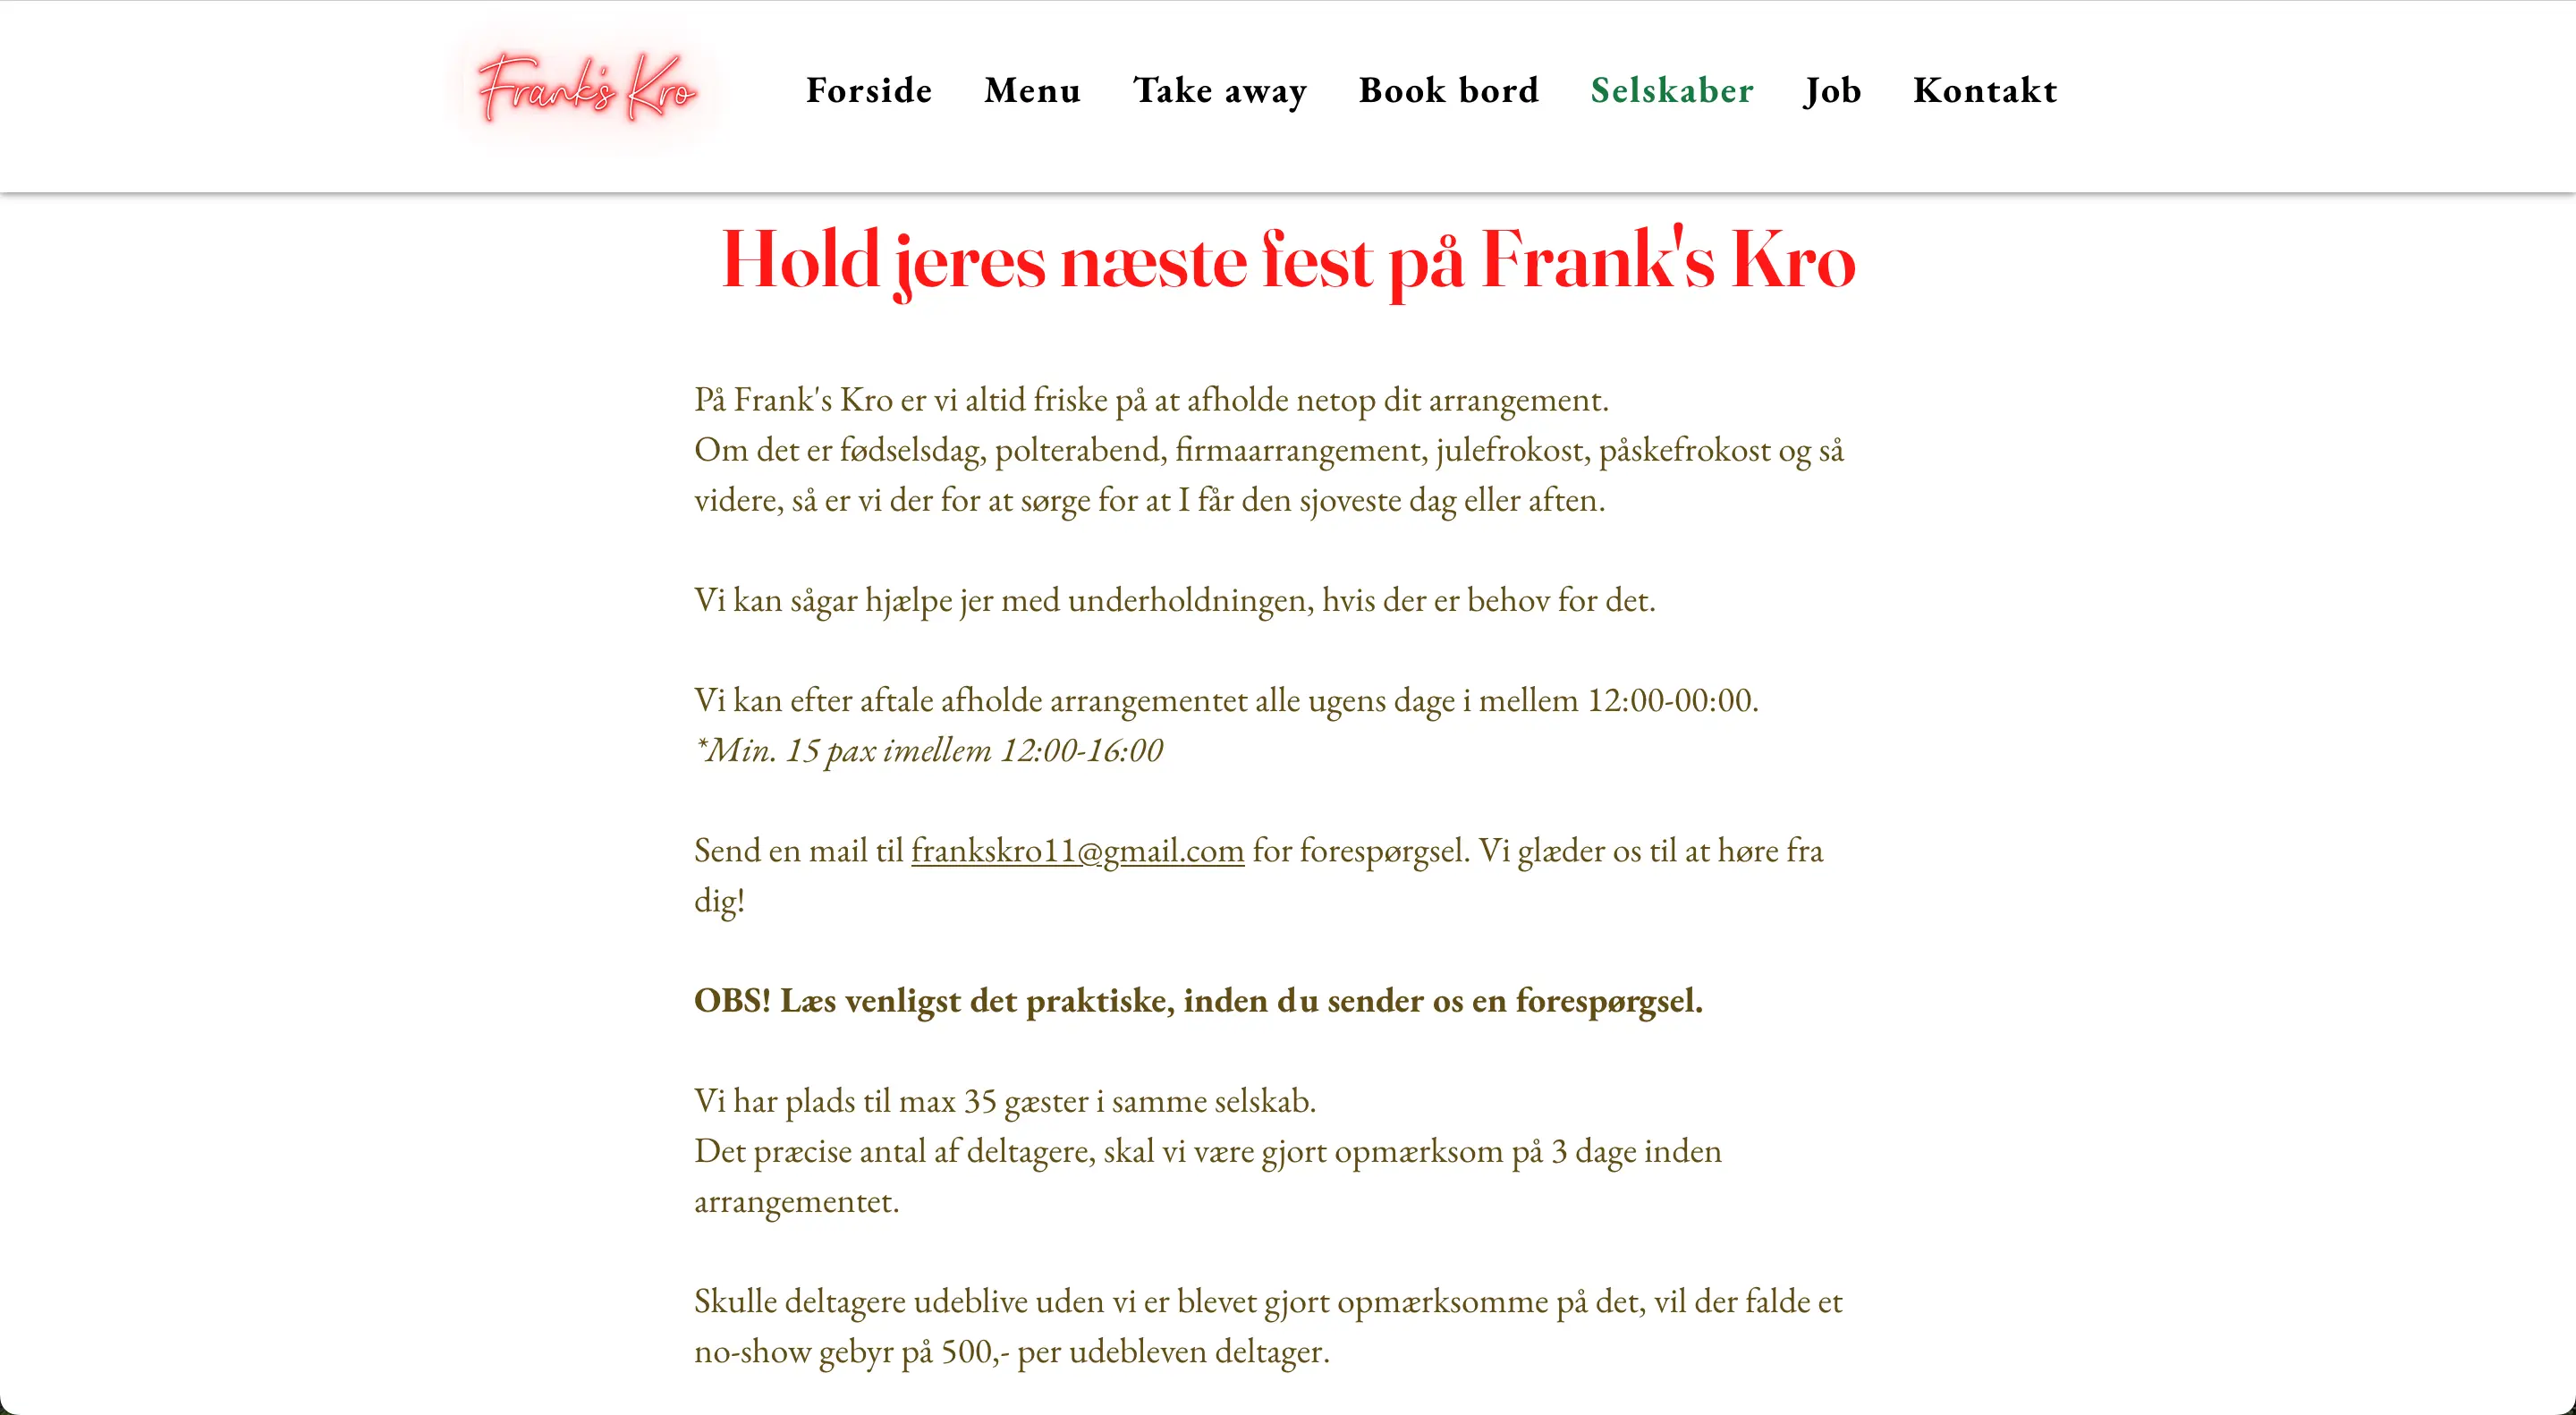 Frank's Kro
Forside Menu Take away Book bord Selskaber Job Kontakt
Hold jeres næste fest på Frank's Kro
På Frank's Kro er vi altid friske på at afholde netop dit arrangement.
Om det er fødselsdag, polterabend, firmaarrangement, julefrokost, påskefrokost og så
videre, så er vi der for at sørge for at I får den sjoveste dag eller aften.
Vi kan sågar hjælpe jer med underholdningen, hvis der er behov for det.
Vi kan efter aftale afholde arrangementet alle ugens dage i mellem 12:00-00:00.
*Min. 15 pax imellem 12:00-16:00
Send en mail til frankskro11@gmail.com for forespørgsel. Vi glæder os til at høre fra
dig!
OBS! Læs venligst det praktiske, inden du sender os en forespørgsel.
Vi har plads til max 35 gæster i samme selskab.
Det præcise antal af deltagere, skal vi være gjort opmærksom på 3 dage inden
arrangementet.
Skulle deltagere udeblive uden vi er blevet gjort opmærksomme på det, vil der falde et
no-show gebyr på 500,- per udebleven deltager.